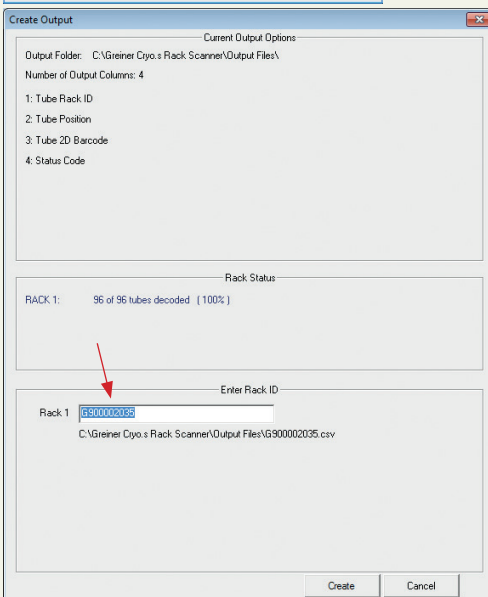 Create Output
Current Output Options
Output Folder: C:\Greiner Cryo.s Rack Scanner\Output Files\
Number of Output Columns: 4
1: Tube Rack ID
2: Tube Position
3: Tube 2D Barcode
4: Status Code
Rack Status
RACK 1: 96 of 96 tubes decoded ( 100% )
Enter Rack ID
Rack 1 G900002035
C:\Greiner Cryo.s Rack Scanner\Output Files\G900002035.csv
Create Cancel